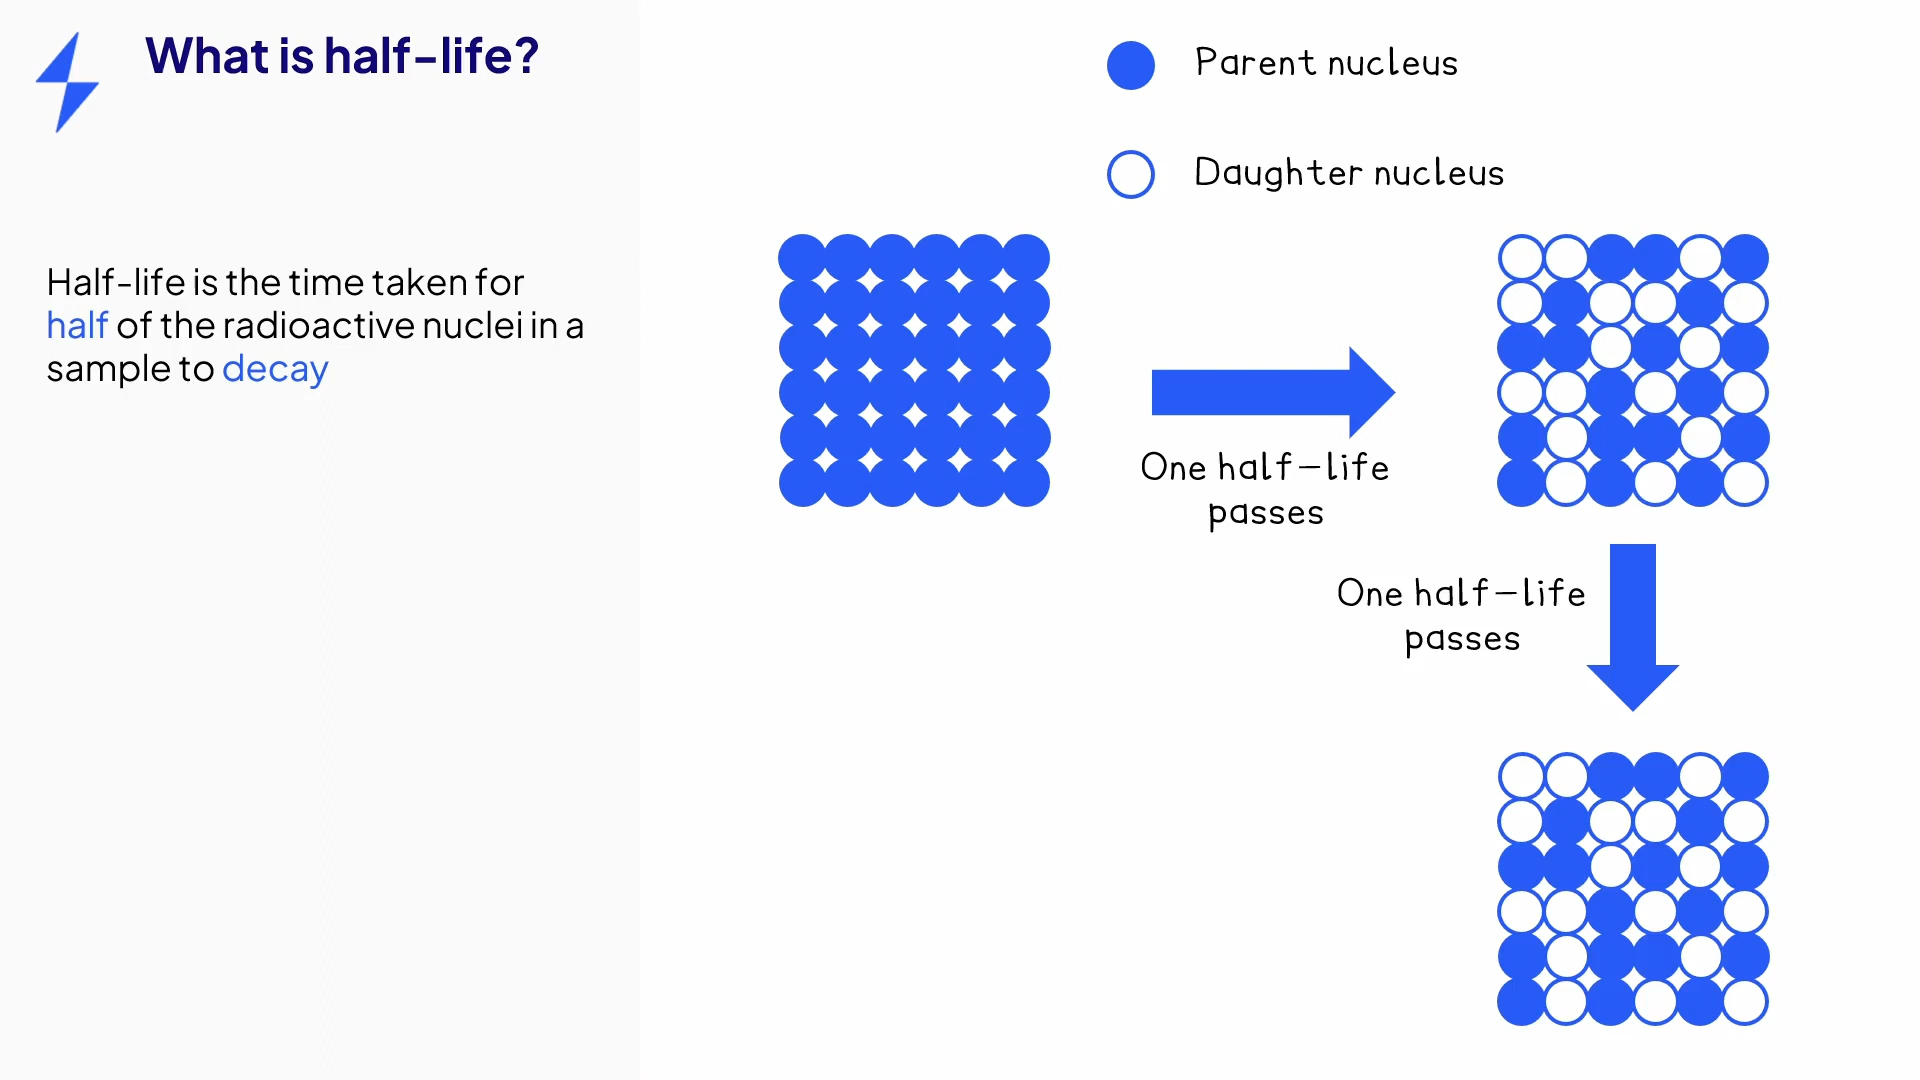 What is half-life?
Parent nucleus
Daughter nucleus
Half-life is the time taken for
half of the radioactive nuclei in a
sample to decay
One half-life
passes
One half-life
passes